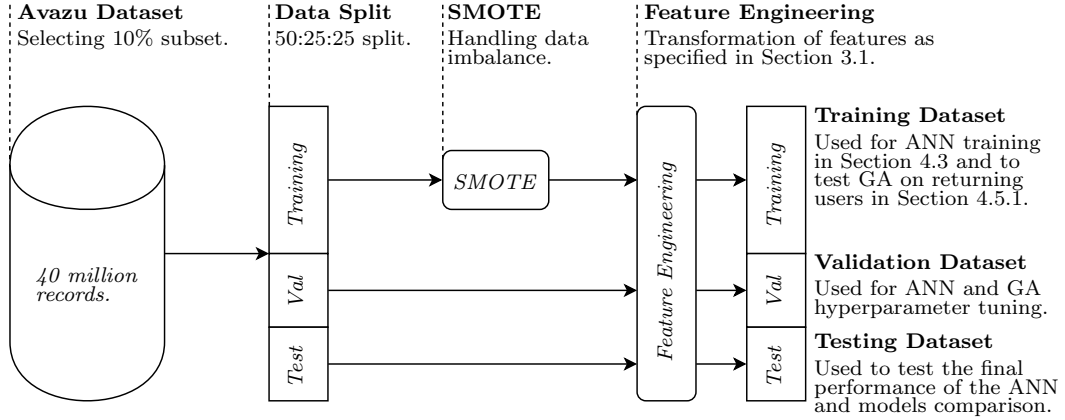 Avazu Dataset
Selecting 10% subset.
Data Split
50:25:25 split.
SMOTE
Handling data
imbalance.
Feature Engineering
Transformation of features as
specified in Section 3.1.
40 million
records.
Training
Val
Test
SMOTE
Feature Engineering
Training
Val
Test
Training Dataset
Used for ANN training
in Section 4.3 and to
test GA on returning
users in Section 4.5.1.
Validation Dataset
Used for ANN and GA
hyperparameter tuning.
Testing Dataset
Used to test the final
performance of the ANN
and models comparison.